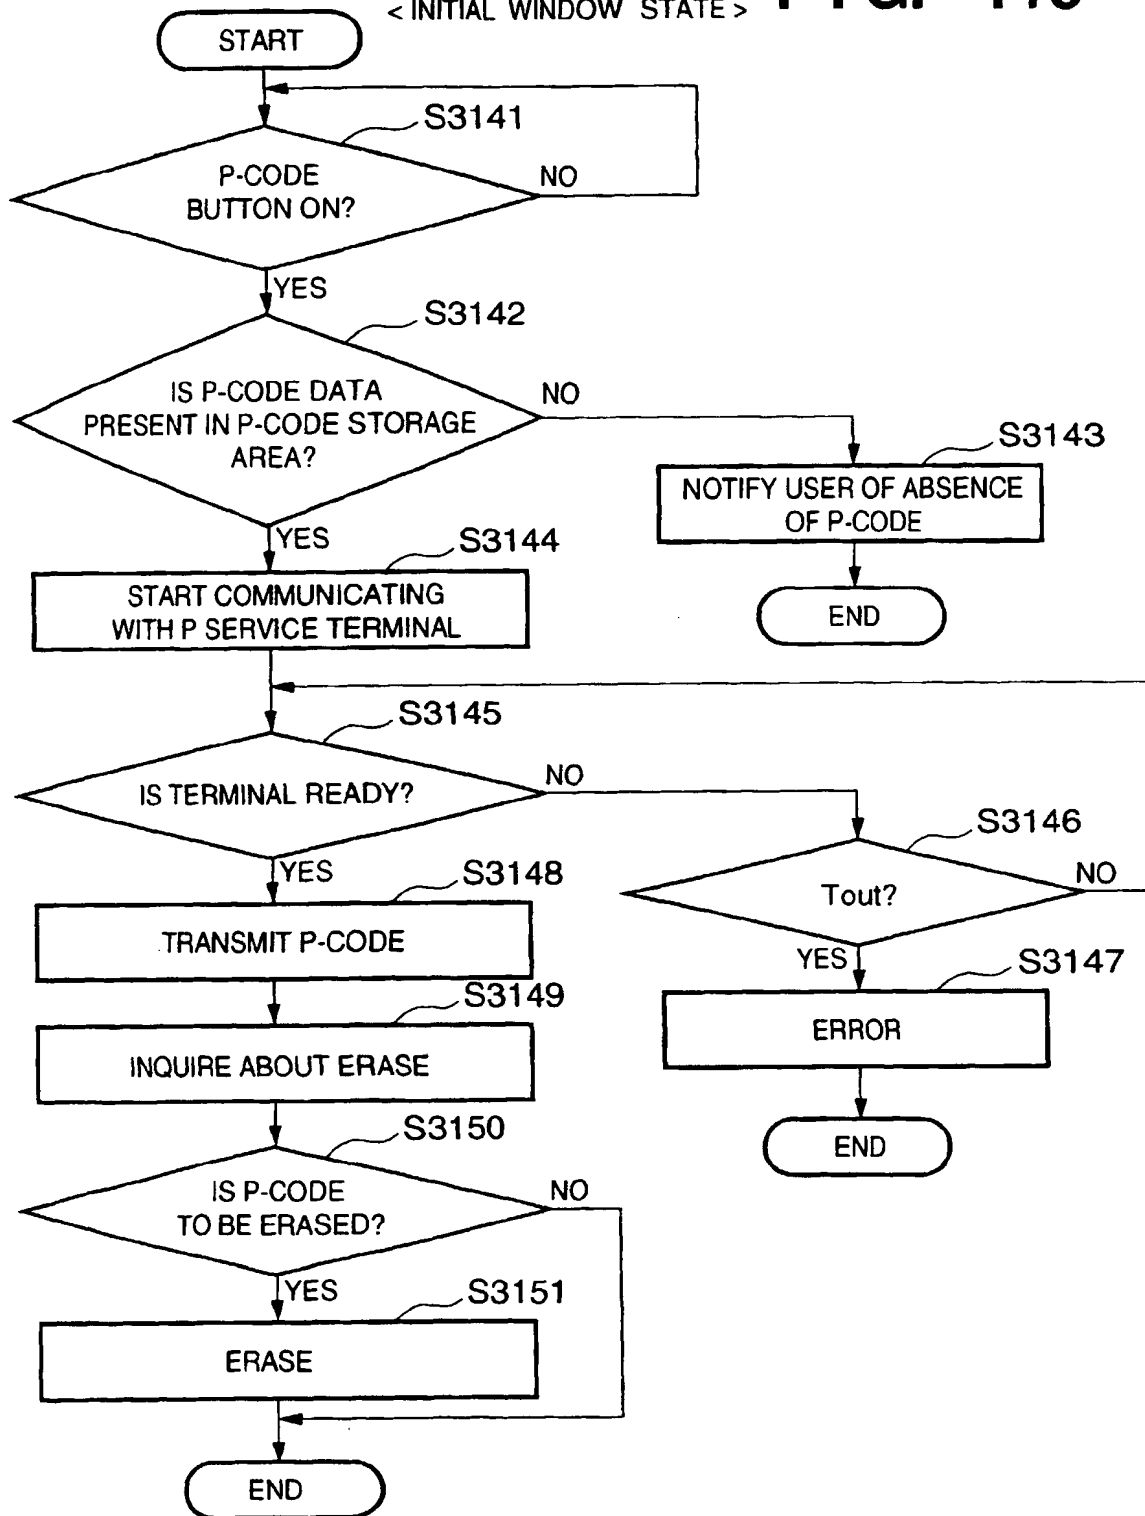 < INITIAL WINDOW STATE >
START
S3141
P-CODE
BUTTON ON?
NO
YES
S3142
IS P-CODE DATA
PRESENT IN P-CODE STORAGE
AREA?
NO
S3143
NOTIFY USER OF ABSENCE
OF P-CODE
END
YES
S3144
START COMMUNICATING
WITH P SERVICE TERMINAL
S3145
IS TERMINAL READY?
NO
S3146
Tout?
NO
YES
S3147
ERROR
END
YES
S3148
TRANSMIT P-CODE
S3149
INQUIRE ABOUT ERASE
S3150
IS P-CODE
TO BE ERASED?
NO
YES
S3151
ERASE
END